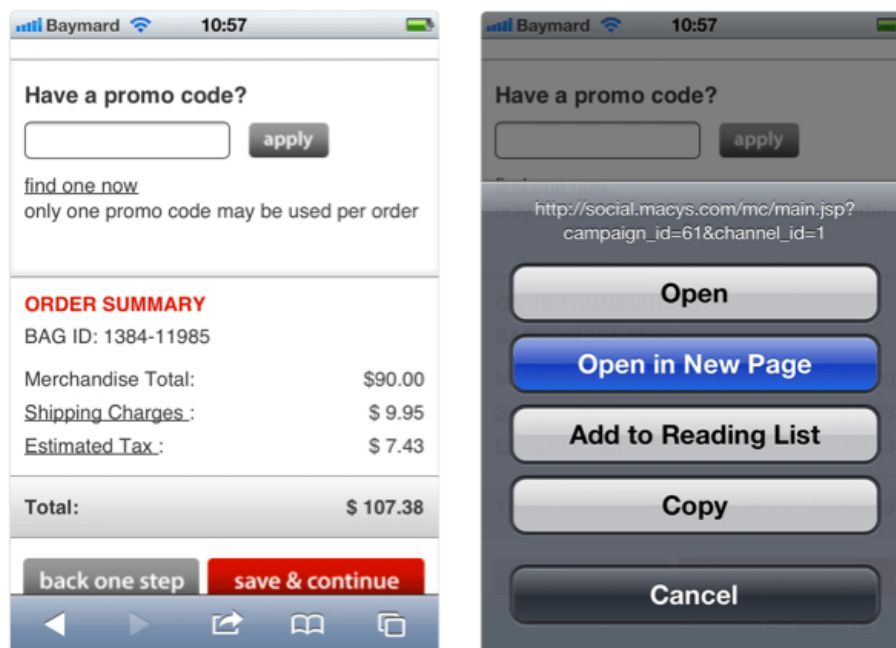 Baymard 10:57
Have a promo code?
apply
find one now
only one promo code may be used per order
ORDER SUMMARY
BAG ID: 1384-11985
Merchandise Total: $90.00
Shipping Charges : $ 9.95
Estimated Tax : $ 7.43
Total: $ 107.38
back one step save & continue
Baymard 10:57
Have a promo code?
apply
find one now
http://social.macys.com/mc/main.jsp?
campaign_id=61&channel_id=1
Open
Open in New Page
Add to Reading List
Copy
Cancel